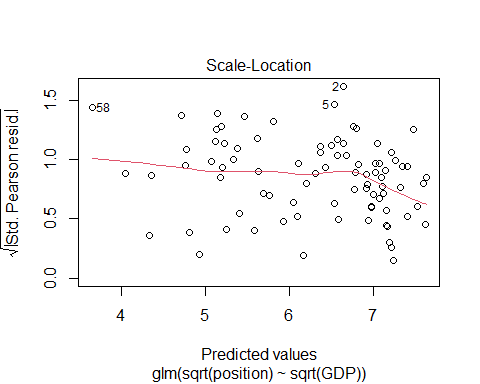 Scale-Location
√|Std. Pearson resid.|
1.5
1.0
0.5
0.0
58
2
5
4 5 6 7
Predicted values
glm(sqrt(position) ~ sqrt(GDP))